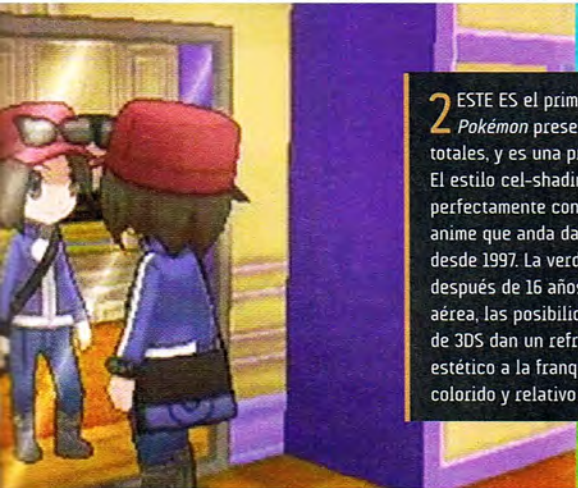 2 ESTE ES el prim
Pokémon prese
totales, y es una p
El estilo cel-shadi
perfectamente con
anime que anda da
desde 1997. La verd
después de 16 años
aérea, las posibilid
de 3DS dan un refr
estético a la franq
colorido y relativo